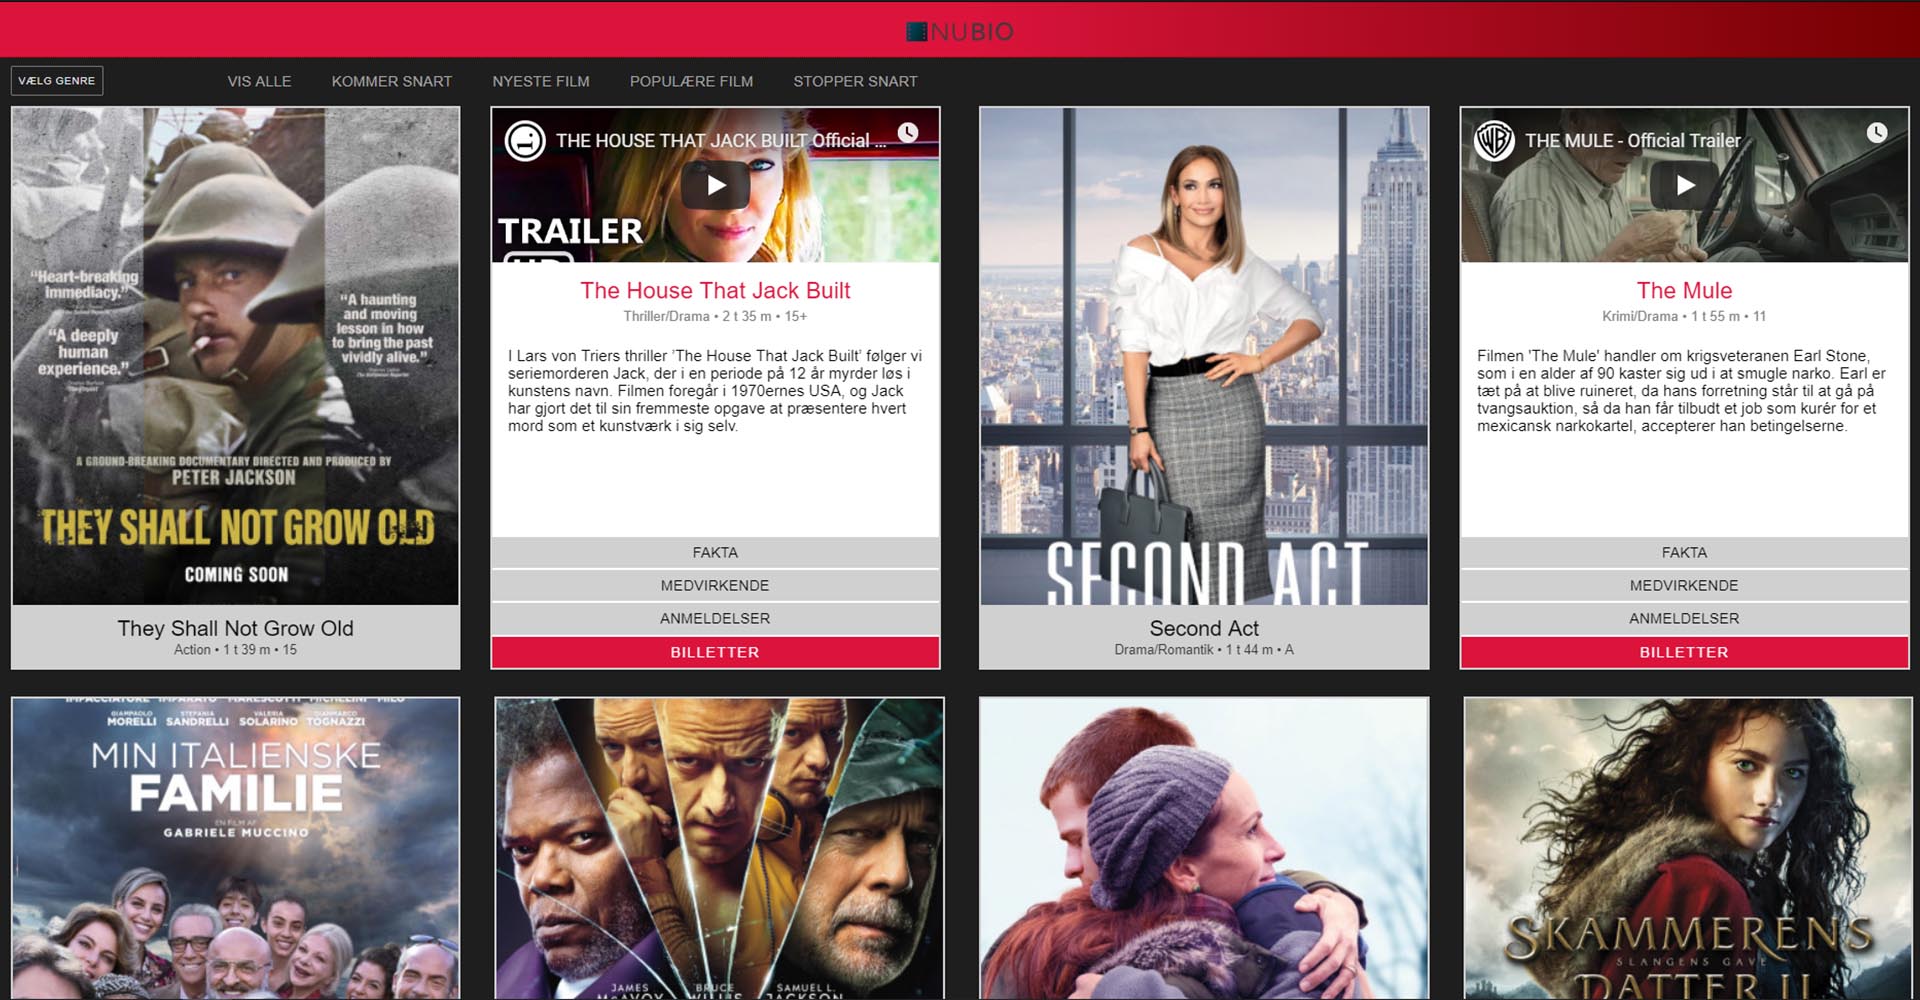 NUBIO
VÆLG GENRE
VIS ALLE
KOMMER SNART
NYESTE FILM
POPULÆRE FILM
STOPPER SNART
“Heart-breaking
immediacy.”
“A deeply
human
experience.”
“A haunting
and moving
lesson in how
to bring the past
vividly alive.”
A GROUND-BREAKING DOCUMENTARY DIRECTED AND PRODUCED BY
PETER JACKSON
THEY SHALL NOT GROW OLD
COMING SOON
They Shall Not Grow Old
Action • 1 t 39 m • 15
THE HOUSE THAT JACK BUILT Official ...
TRAILER
HD
The House That Jack Built
Thriller/Drama • 2 t 35 m • 15+
I Lars von Triers thriller 'The House That Jack Built' følger vi
seriemorderen Jack, der i en periode på 12 år myrder løs i
kunstens navn. Filmen foregår i 1970ernes USA, og Jack
har gjort det til sin fremmeste opgave at præsentere hvert
mord som et kunstværk i sig selv.
FAKTA
MEDVIRKENDE
ANMELDELSER
BILLETTER
SECOND ACT
Second Act
Drama/Romantik • 1 t 44 m • A
WB
THE MULE - Official Trailer
The Mule
Krimi/Drama • 1 t 55 m • 11
Filmen 'The Mule' handler om krigsveteranen Earl Stone,
som i en alder af 90 kaster sig ud i at smugle narko. Earl er
tæt på at blive ruineret, da hans forretning står til at gå på
tvangsauktion, så da han får tilbudt et job som kurér for et
mexicansk narkokartel, accepterer han betingelserne.
FAKTA
MEDVIRKENDE
ANMELDELSER
BILLETTER
IMPACCIATORE IMPARATO MARESCOTTI MICHELINI MILO
GIAMPAOLO STEFANIA VALERIA GIANMARCO
MORELLI SANDRELLI SOLARINO TOGNAZZI
MIN ITALIENSKE
FAMILIE
EN FILM AF
GABRIELE MUCCINO
JAMES BRUCE SAMUEL L.
McAVOY WILLIS JACKSON
SKAMMERENS
SLANGENS GAVE
DATTER II